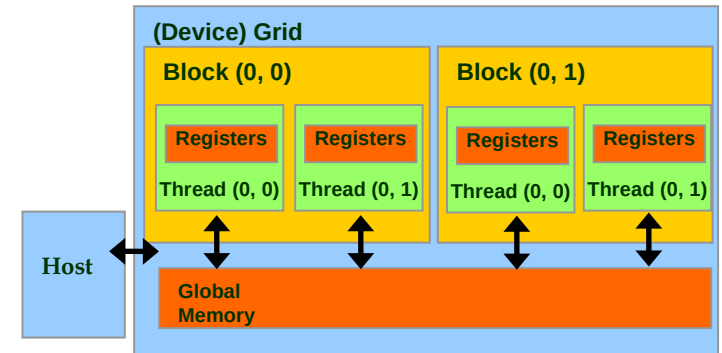 (Device) Grid
Block (0, 0)
Block (0, 1)
Registers
Registers
Registers
Registers
Thread (0, 0)
Thread (0, 1)
Thread (0, 0)
Thread (0, 1)
Host
Global
Memory